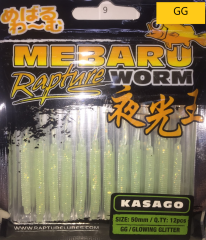 GG
9
めばる
MEBARU
Rapture WORM
夜光王
KASAGO
SIZE: 50mm / Q.TY: 12pcs
GG / GLOWING GLITTER
WWW.RAPTURELURES.COM